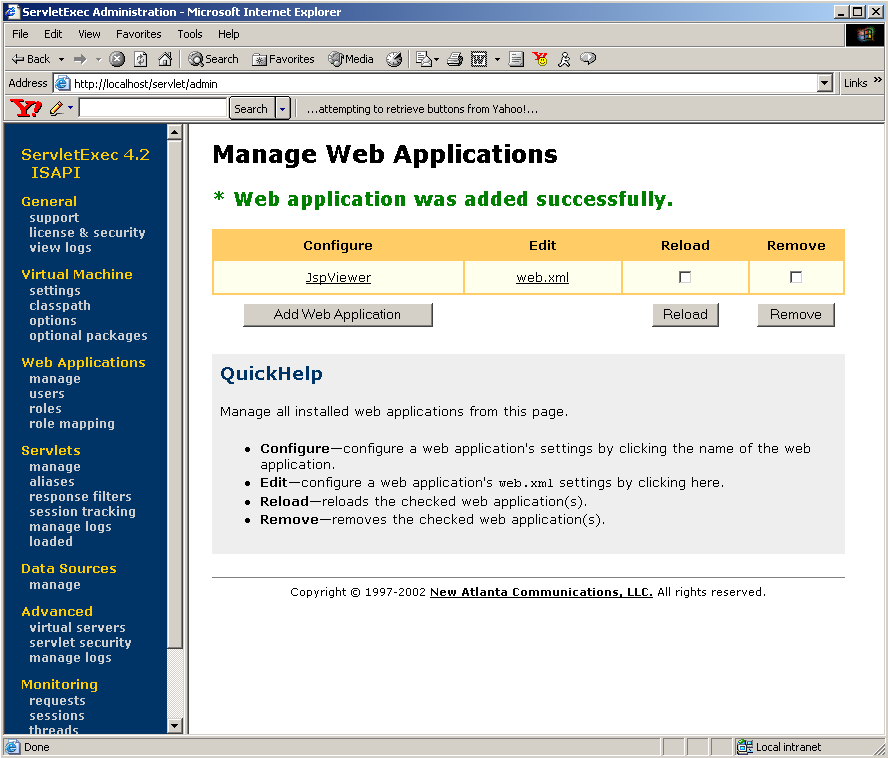 ServletExec Administration - Microsoft Internet Explorer
File Edit View Favorites Tools Help
Back Search Favorites Media
Address http://localhost/servlet/admin Links »
Y! Search ...attempting to retrieve buttons from Yahoo!...
ServletExec 4.2
ISAPI
General
support
license & security
view logs
Virtual Machine
settings
classpath
options
optional packages
Web Applications
manage
users
roles
role mapping
Servlets
manage
aliases
response filters
session tracking
manage logs
loaded
Data Sources
manage
Advanced
virtual servers
servlet security
manage logs
Monitoring
requests
sessions
threads
Manage Web Applications
* Web application was added successfully.
Configure Edit Reload Remove
JspViewer web.xml
Add Web Application Reload Remove
QuickHelp
Manage all installed web applications from this page.
• Configure—configure a web application's settings by clicking the name of the web
application.
• Edit—configure a web application's web.xml settings by clicking here.
• Reload—reloads the checked web application(s).
• Remove—removes the checked web application(s).
Copyright © 1997-2002 New Atlanta Communications, LLC. All rights reserved.
Done Local intranet